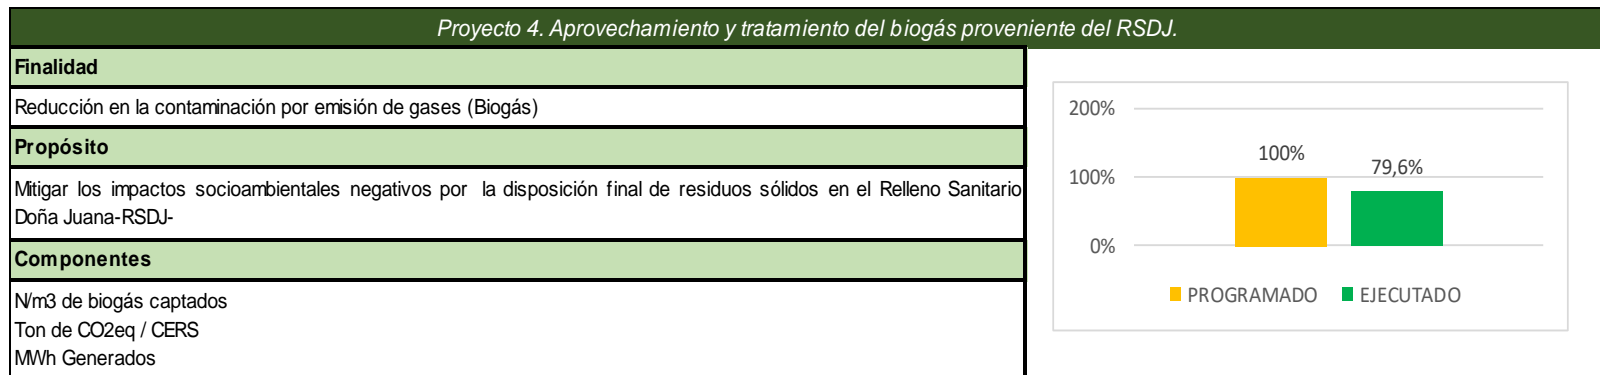 Proyecto 4. Aprovechamiento y tratamiento del biogás proveniente del RSDJ.
Finalidad
Reducción en la contaminación por emisión de gases (Biogás)
Propósito
Mitigar los impactos socioambientales negativos por la disposición final de residuos sólidos en el Relleno Sanitario
Doña Juana-RSDJ-
Componentes
N/m3 de biogás captados
Ton de CO2eq / CERS
MWh Generados
200%
100%
0%
100%
79,6%
PROGRAMADO EJECUTADO